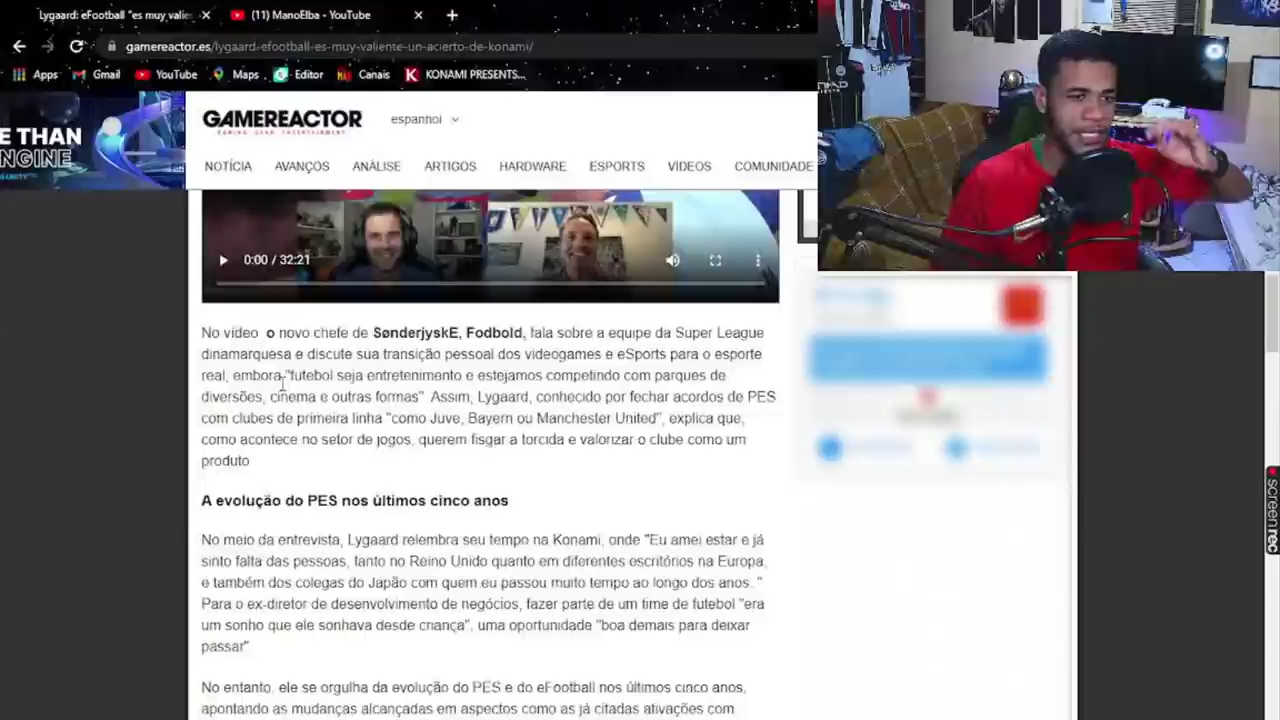 Lygaard: eFootball "es muy valie
(11) ManoElba - YouTube
gamereactor.es/lygaard-efootball-es-muy-valiente-un-acierto-de-konami/
Apps
Gmail
YouTube
Maps
Editor
Canais
KONAMI PRESENTS...
E THAN
NGINE
GAMEREACTOR
espanhol
NOTÍCIA
AVANÇOS
ANÁLISE
ARTIGOS
HARDWARE
ESPORTS
VÍDEOS
COMUNIDADE
0:00 / 32:21
No vídeo o novo chefe de SønderjyskE, Fodbold, fala sobre a equipe da Super League
dinamarquesa e discute sua transição pessoal dos videogames e eSports para o esporte
real, embora "futebol seja entretenimento e estejamos competindo com parques de
diversões, cinema e outras formas". Assim, Lygaard, conhecido por fechar acordos de PES
com clubes de primeira linha "como Juve, Bayern ou Manchester United", explica que,
como acontece no setor de jogos, querem fisgar a torcida e valorizar o clube como um
produto
A evolução do PES nos últimos cinco anos
No meio da entrevista, Lygaard relembra seu tempo na Konami, onde "Eu amei estar e já
sinto falta das pessoas, tanto no Reino Unido quanto em diferentes escritórios na Europa,
e também dos colegas do Japão com quem eu passou muito tempo ao longo dos anos. "
Para o ex-diretor de desenvolvimento de negócios, fazer parte de um time de futebol "era
um sonho que ele sonhava desde criança", uma oportunidade "boa demais para deixar
passar"
No entanto, ele se orgulha da evolução do PES e do eFootball nos últimos cinco anos,
apontando as mudanças alcançadas em aspectos como as já citadas ativações com
screenrec